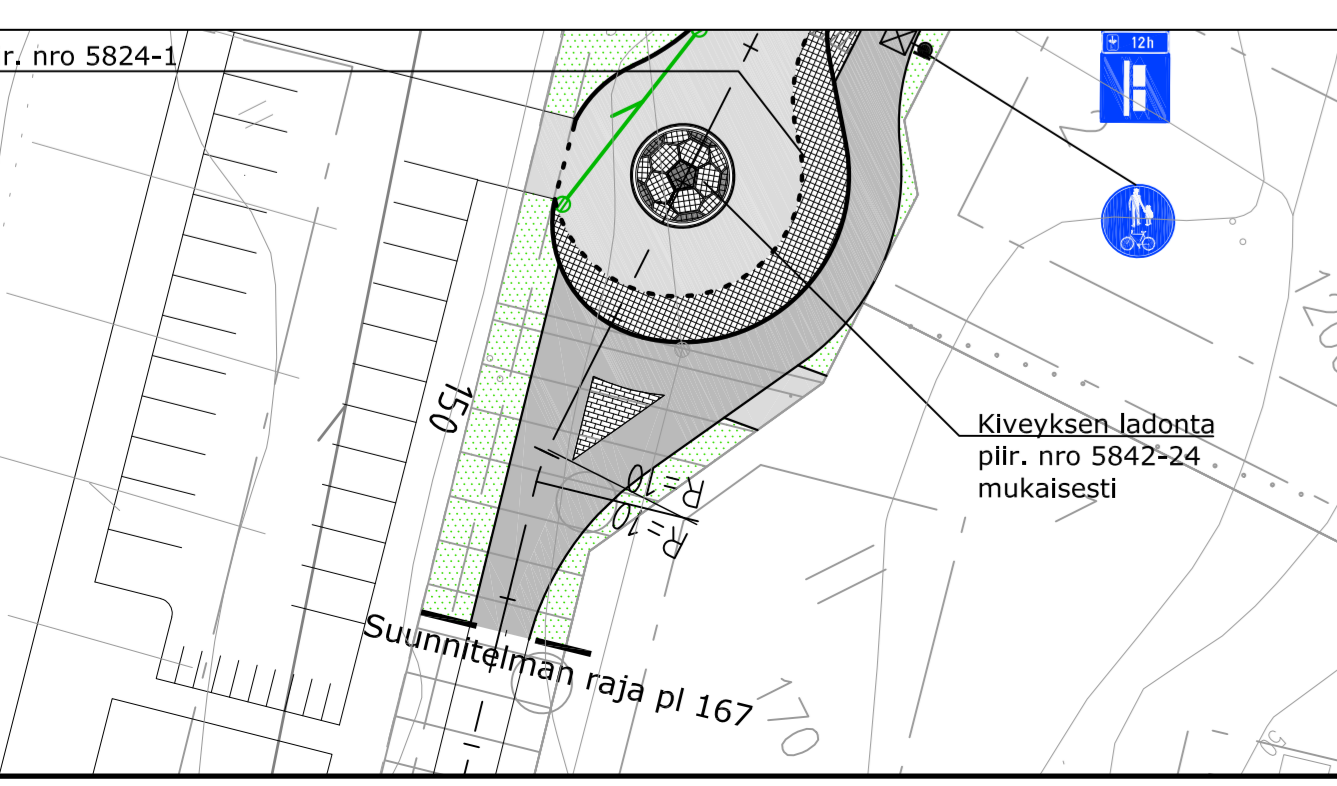 r. nro 5824-1
12h
150
Kiveyksen ladonta
piir. nro 5842-24
mukaisesti
R=10
R=10
Suunnitelman raja pl 167
170
50